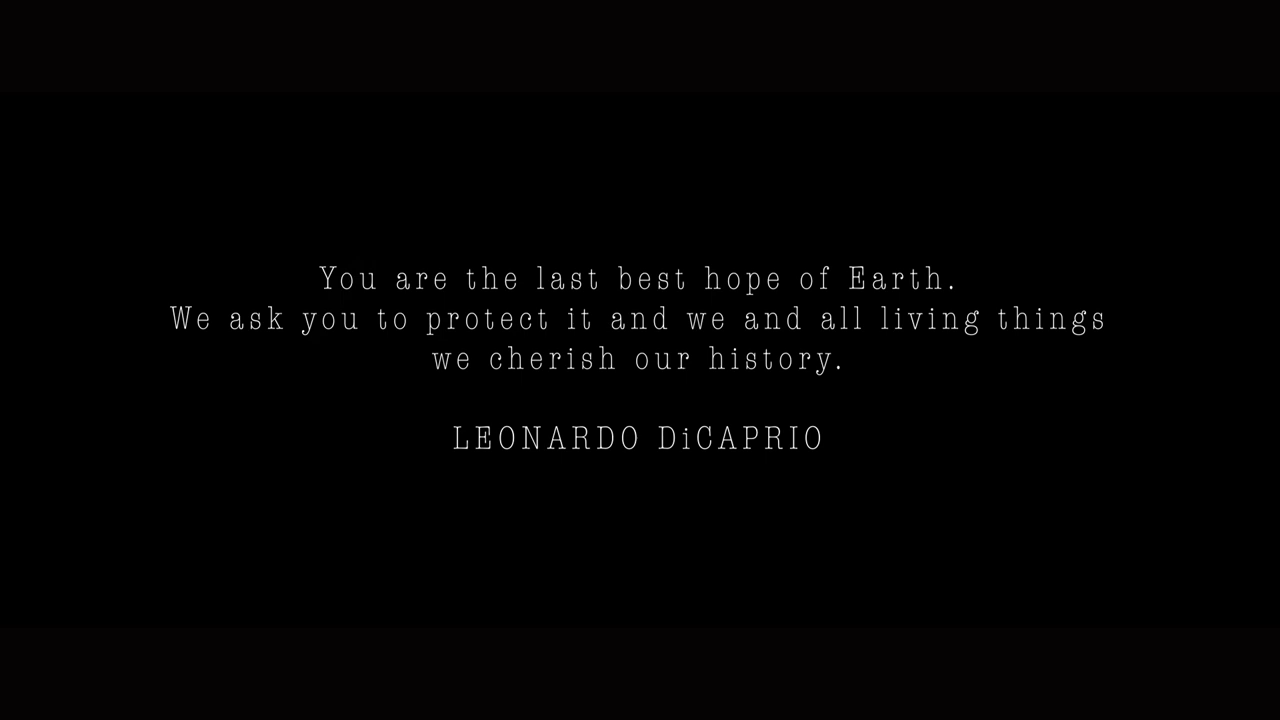 You are the last best hope of Earth.
We ask you to protect it and we and all living things
we cherish our history.
LEONARDO DiCAPRIO